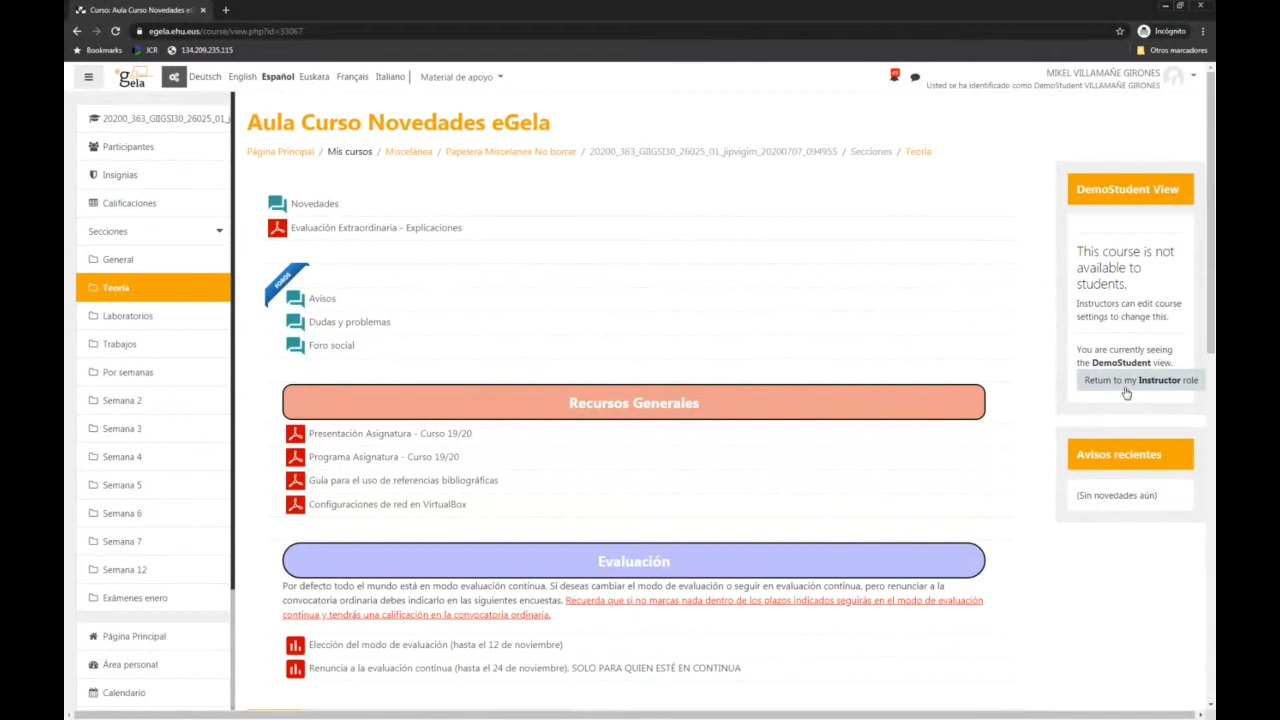 Curso: Aula Curso Novedades e
egela.ehu.eus/course/view.php?id=33067
Incógnito
Bookmarks
JCR
134.209.235.115
Otros marcadores
eGela
Deutsch English Español Euskara Français Italiano
Material de apoyo
MIKEL VILLAMAÑE GIRONES
Usted se ha identificado como DemoStudent VILLAMAÑE GIRONES
20200_363_GIIGSI30_26025_01_j
Participantes
Insignias
Calificaciones
Secciones
General
Teoría
Laboratorios
Trabajos
Por semanas
Semana 2
Semana 3
Semana 4
Semana 5
Semana 6
Semana 7
Semana 12
Exámenes enero
Página Principal
Área personal
Calendario
Aula Curso Novedades eGela
Página Principal / Mis cursos / Miscelánea / Papelera Miscelanea No borrar / 20200_363_GIIGSI30_26025_01_jipvigim_20200707_094955 / Secciones / Teoría
Novedades
Evaluación Extraordinaria - Explicaciones
FOROS
Avisos
Dudas y problemas
Foro social
Recursos Generales
Presentación Asignatura - Curso 19/20
Programa Asignatura - Curso 19/20
Guía para el uso de referencias bibliográficas
Configuraciones de red en VirtualBox
Evaluación
Por defecto todo el mundo está en modo evaluación continua. Si deseas cambiar el modo de evaluación o seguir en evaluación continua, pero renunciar a la
convocatoria ordinaria debes indicarlo en las siguientes encuestas. Recuerda que si no marcas nada dentro de los plazos indicados seguirás en el modo de evaluación
continua y tendrás una calificación en la convocatoria ordinaria.
Elección del modo de evaluación (hasta el 12 de noviembre)
Renuncia a la evaluación continua (hasta el 24 de noviembre). SOLO PARA QUIEN ESTÉ EN CONTINUA
DemoStudent View
This course is not
available to
students.
Instructors can edit course
settings to change this.
You are currently seeing
the DemoStudent view.
Return to my Instructor role
Avisos recientes
(Sin novedades aún)